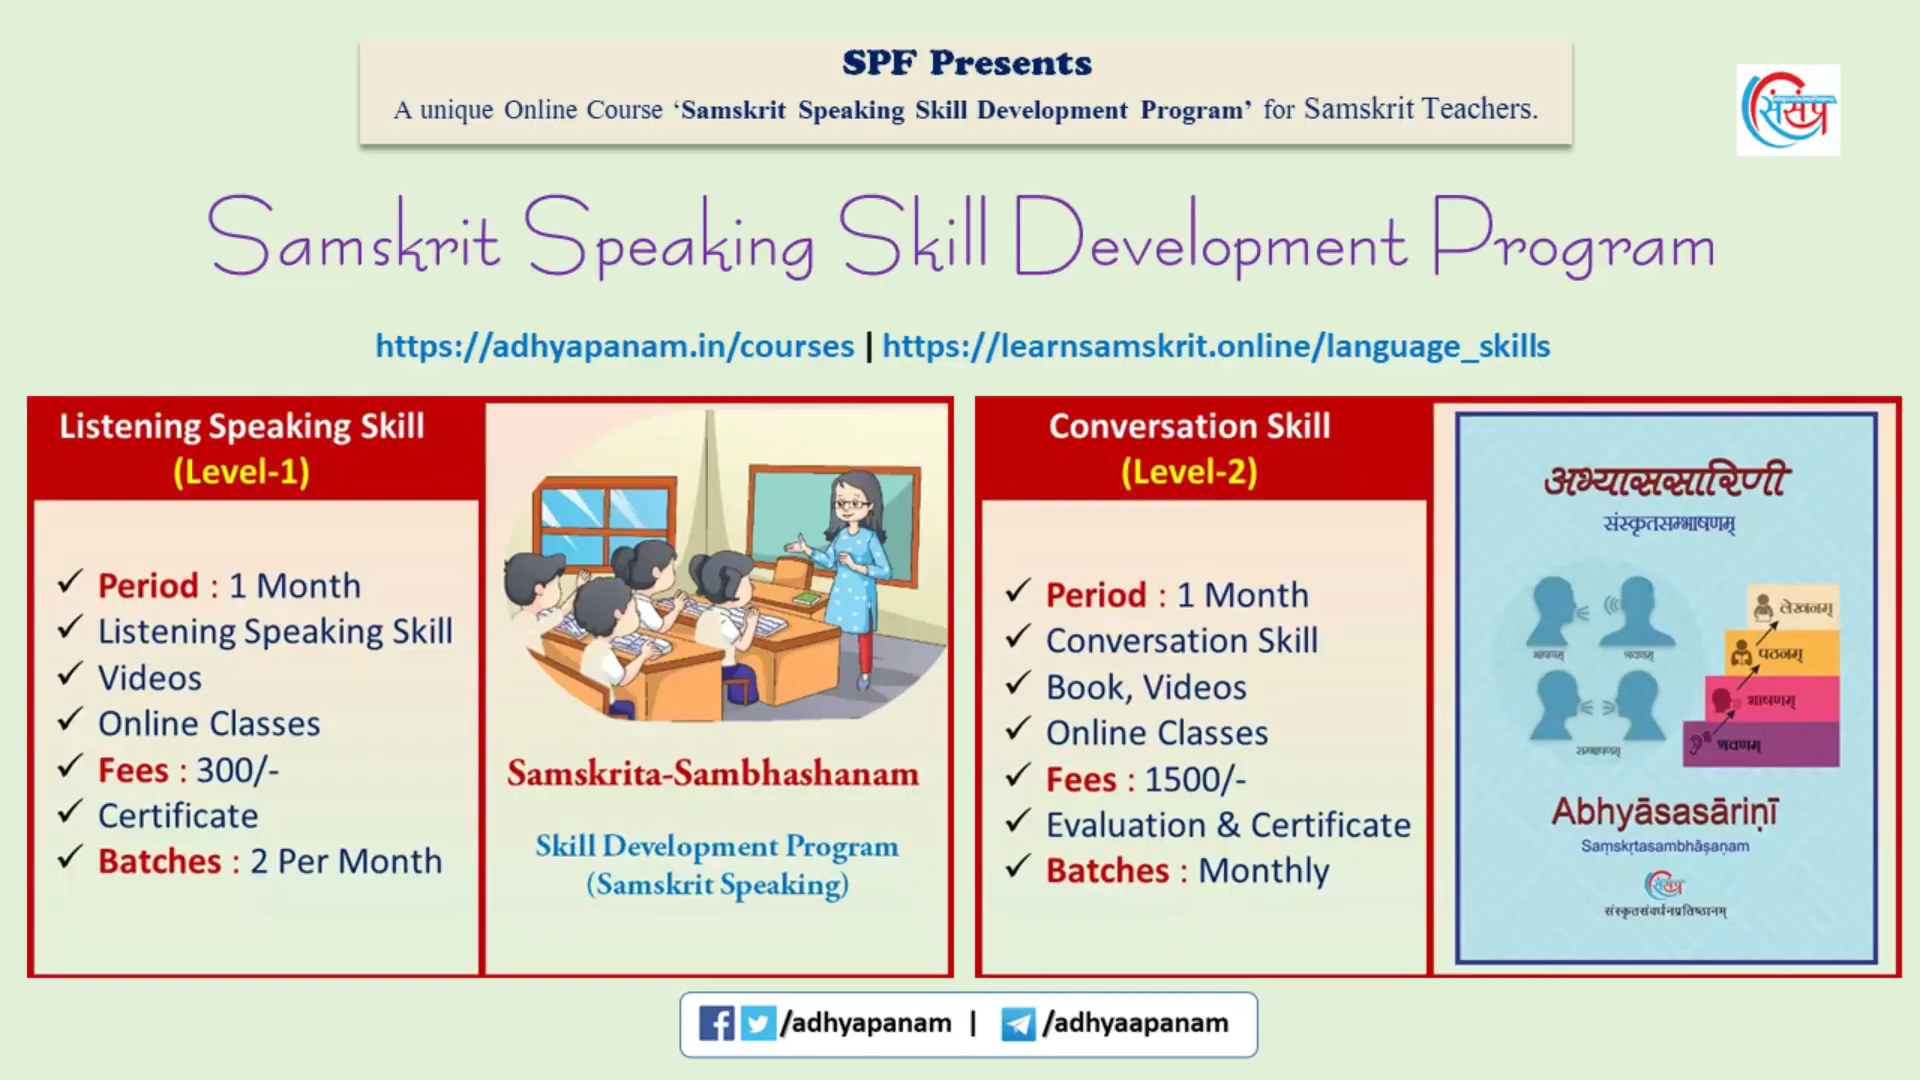 SPF Presents
A unique Online Course ‘Samskrit Speaking Skill Development Program’ for Samskrit Teachers.
संसंप्र
Samskrit Speaking Skill Development Program
https://adhyapanam.in/courses | https://learnsamskrit.online/language_skills
Listening Speaking Skill
(Level-1)
✓ Period : 1 Month
✓ Listening Speaking Skill
✓ Videos
✓ Online Classes
✓ Fees : 300/-
✓ Certificate
✓ Batches : 2 Per Month
Samskrita-Sambhashanam
Skill Development Program
(Samskrit Speaking)
Conversation Skill
(Level-2)
✓ Period : 1 Month
✓ Conversation Skill
✓ Book, Videos
✓ Online Classes
✓ Fees : 1500/-
✓ Evaluation & Certificate
✓ Batches : Monthly
अभ्याससारिणी
संस्कृतसम्भाषणम्
भाषणम्
श्रवणम्
सम्भाषणम्
लेखनम्
पठनम्
भाषणम्
श्रवणम्
Abhyāsasāriṇī
Saṃskṛtasambhāṣaṇam
संसंप्र
संस्कृतसंवर्धनप्रतिष्ठानम्
/adhyapanam | /adhyaapanam